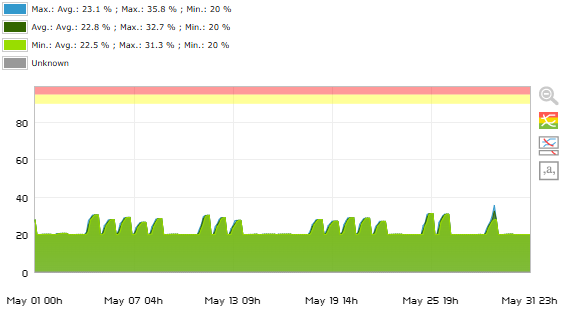 Max.: Avg.: 23.1 % ; Max.: 35.8 % ; Min.: 20 %
Avg.: Avg.: 22.8 % ; Max.: 32.7 % ; Min.: 20 %
Min.: Avg.: 22.5 % ; Max.: 31.3 % ; Min.: 20 %
Unknown
80
60
40
20
0
,a,
May 01 00h May 07 04h May 13 09h May 19 14h May 25 19h May 31 23h